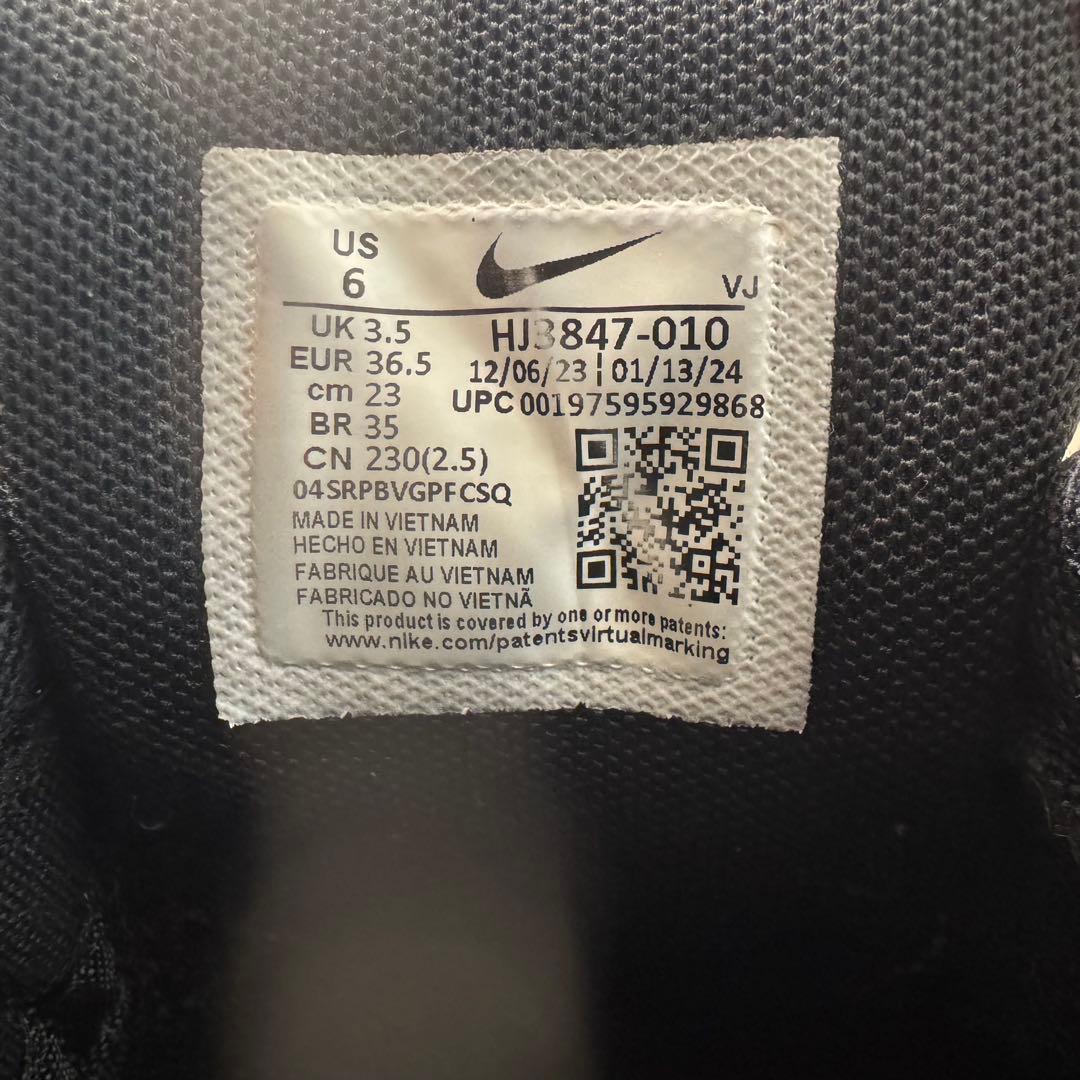 US
6
VJ
UK 3.5
EUR 36.5
cm 23
BR 35
CN 230(2.5)
HJ3847-010
12/06/23 | 01/13/24
UPC 00197595929868
04SRPBVGPFCSQ
MADE IN VIETNAM
HECHO EN VIETNAM
FABRIQUE AU VIETNAM
FABRICADO NO VIETNÃ
This product is covered by one or more patents:
www.nike.com/patentsvirtualmarking